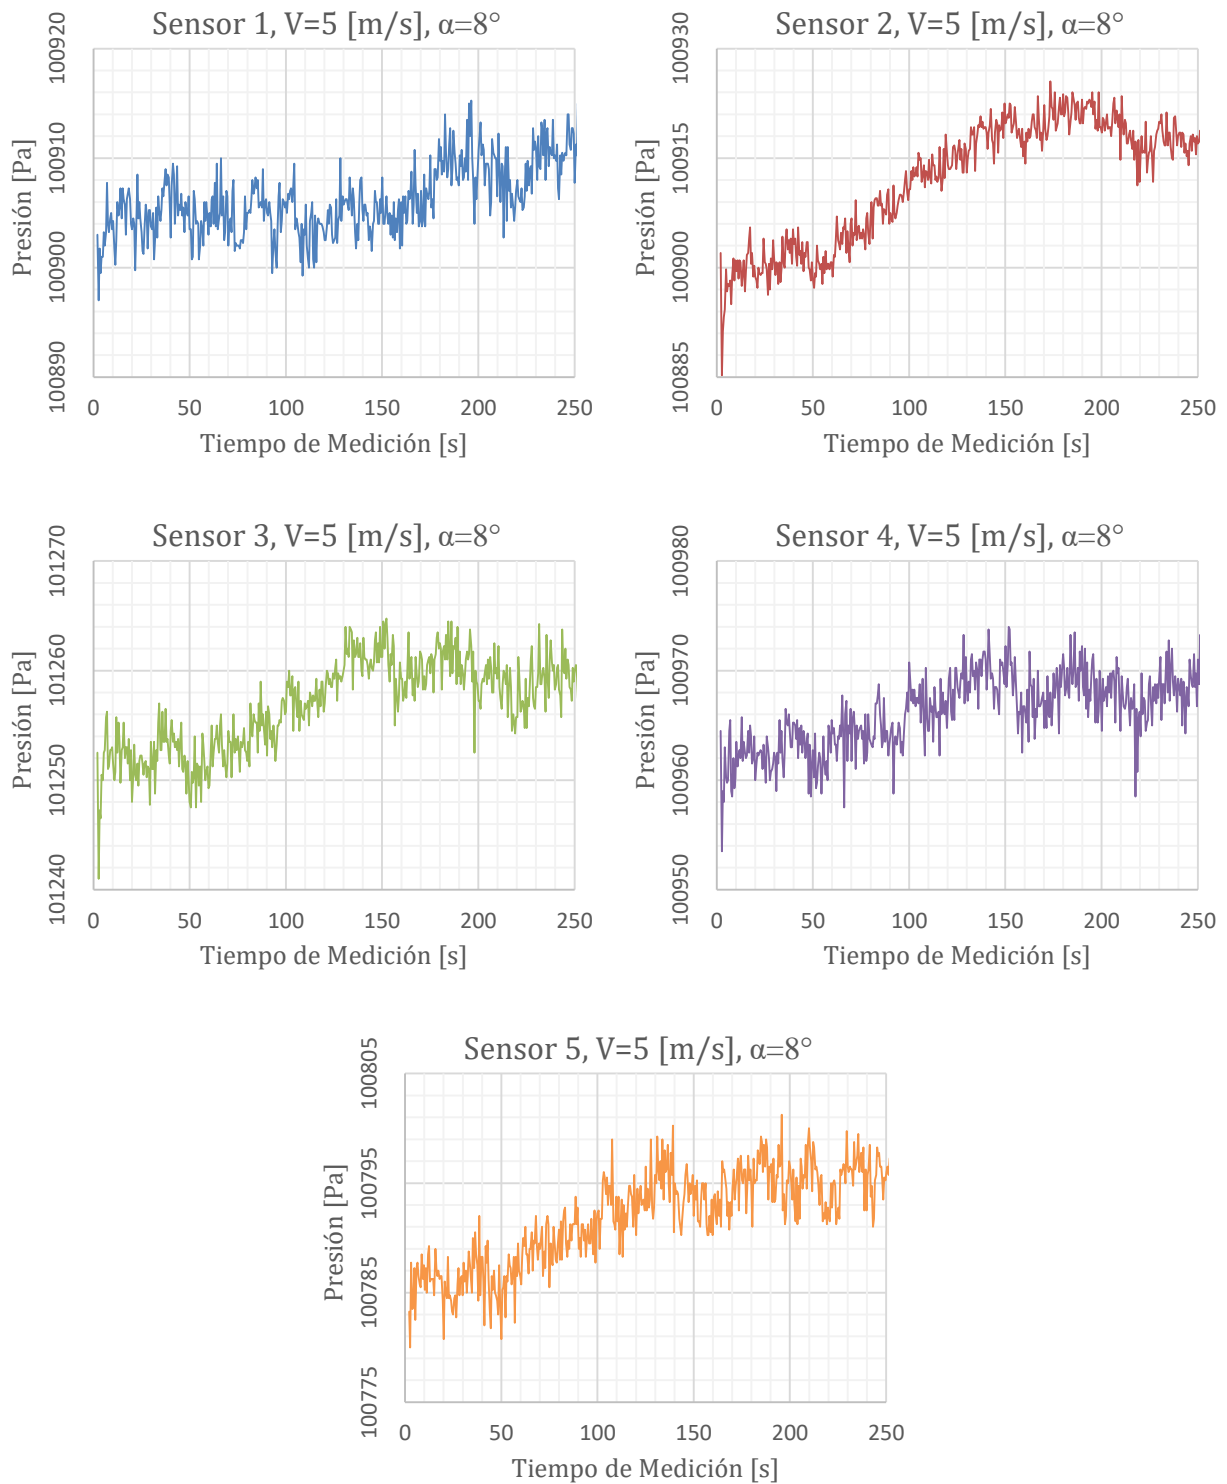 Sensor 1, V=5 [m/s], α=8°
Presión [Pa]
100920
100910
100900
100890
0 50 100 150 200 250
Tiempo de Medición [s]
Sensor 2, V=5 [m/s], α=8°
Presión [Pa]
100930
100915
100900
100885
0 50 100 150 200 250
Tiempo de Medición [s]
Sensor 3, V=5 [m/s], α=8°
Presión [Pa]
101270
101260
101250
101240
0 50 100 150 200 250
Tiempo de Medición [s]
Sensor 4, V=5 [m/s], α=8°
Presión [Pa]
100980
100970
100960
100950
0 50 100 150 200 250
Tiempo de Medición [s]
Sensor 5, V=5 [m/s], α=8°
Presión [Pa]
100805
100795
100785
100775
0 50 100 150 200 250
Tiempo de Medición [s]